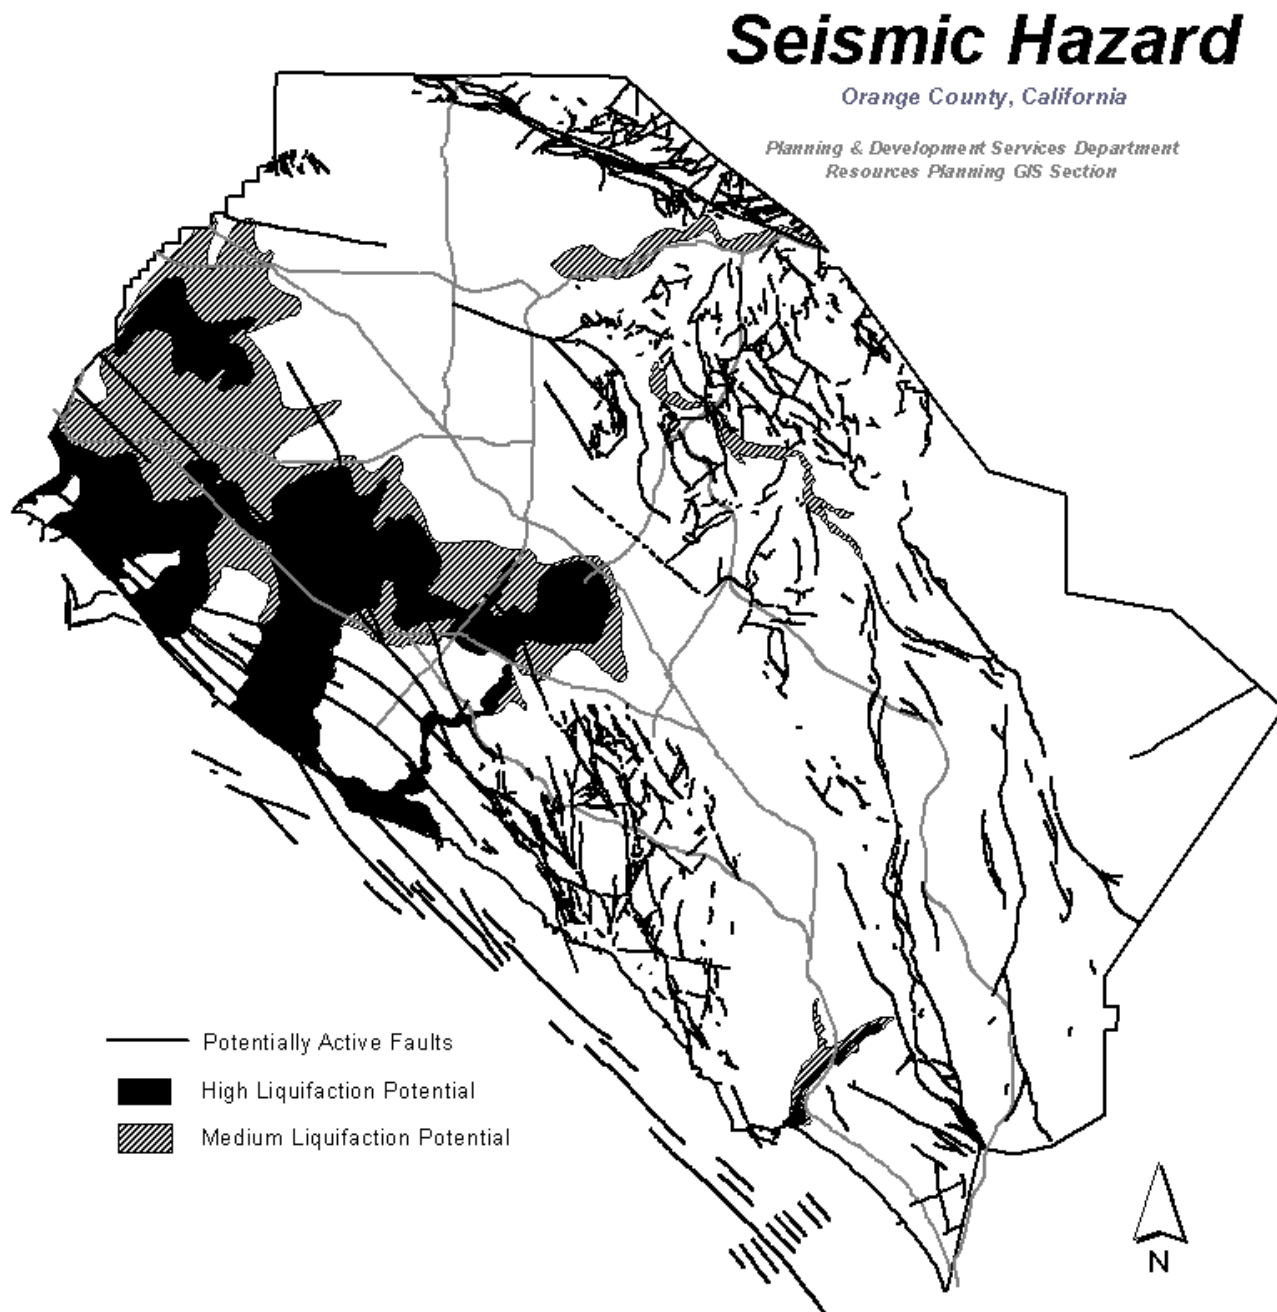 Seismic Hazard
Orange County, California
Planning & Development Services Department
Resources Planning GIS Section
Potentially Active Faults
High Liquifaction Potential
Medium Liquifaction Potential
N